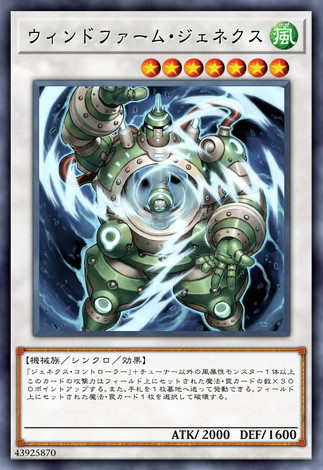 ウィンドファーム・ジェネクス
風
【機械族／シンクロ／効果】
「ジェネクス・コントローラー」＋チューナー以外の風属性モンスター１体以上
このカードの攻撃力はフィールド上にセットされた魔法・罠カードの数×３０
０ポイントアップする。また、手札を１枚墓地へ送って発動できる。フィールド
上にセットされた魔法・罠カード１枚を選択して破壊する。
ATK/ 2000 DEF/1600
43925870